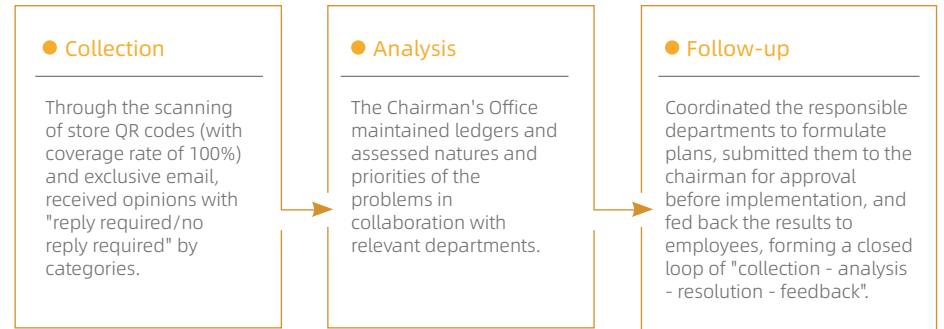 Collection
Through the scanning
of store QR codes (with
coverage rate of 100%)
and exclusive email,
received opinions with
"reply required/no
reply required" by
categories.
Analysis
The Chairman's Office
maintained ledgers and
assessed natures and
priorities of the
problems in
collaboration with
relevant departments.
Follow-up
Coordinated the responsible
departments to formulate
plans, submitted them to the
chairman for approval
before implementation, and
fed back the results to
employees, forming a closed
loop of "collection - analysis
- resolution - feedback".